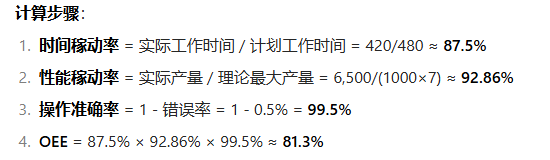 计算步骤：
1. 时间稼动率 = 实际工作时间 / 计划工作时间 = 420/480 ≈ 87.5%
2. 性能稼动率 = 实际产量 / 理论最大产量 = 6,500/(1000×7) ≈ 92.86%
3. 操作准确率 = 1 - 错误率 = 1 - 0.5% = 99.5%
4. OEE = 87.5% × 92.86% × 99.5% ≈ 81.3%